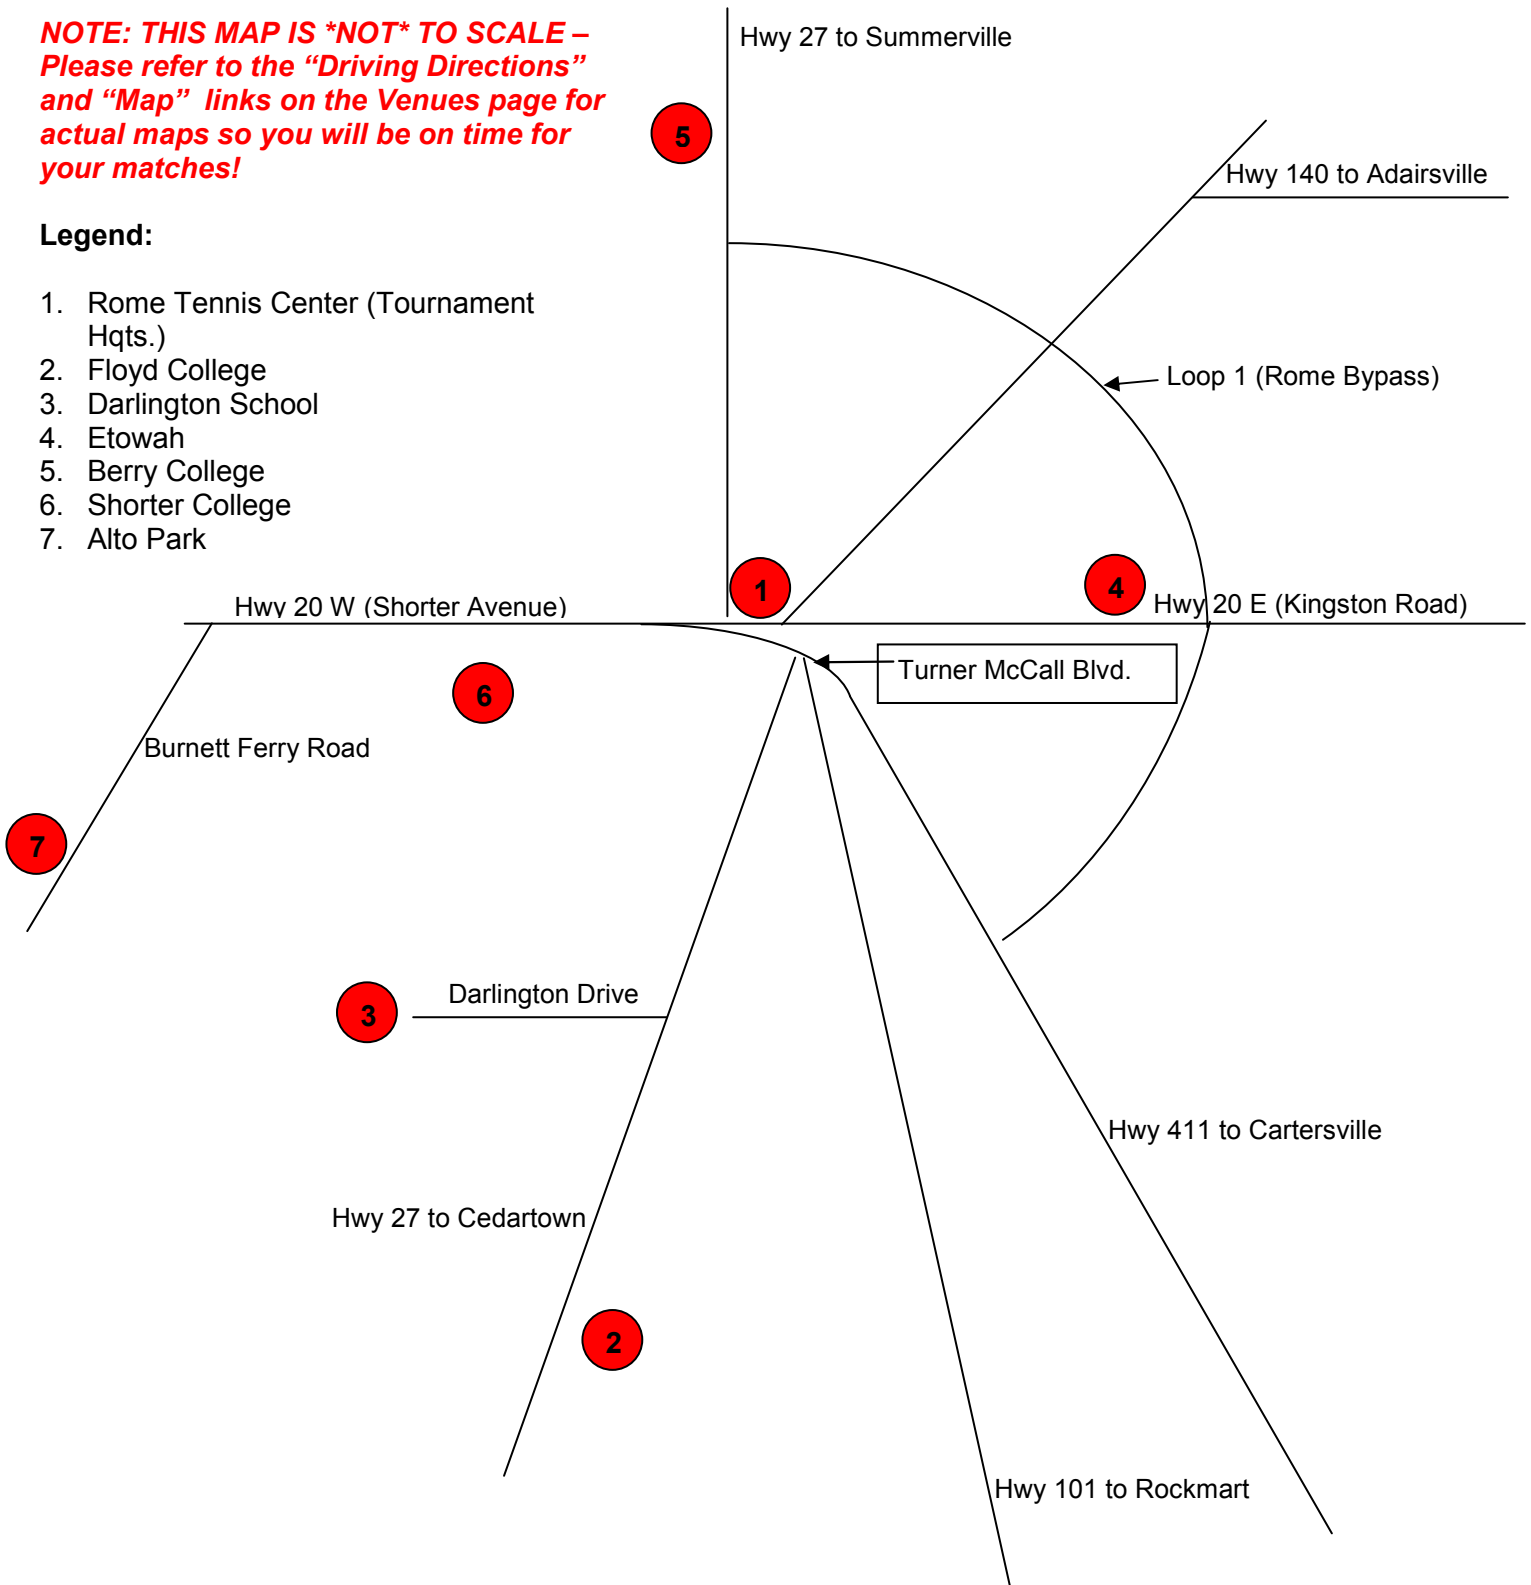 NOTE: THIS MAP IS *NOT* TO SCALE –
Please refer to the “Driving Directions”
and “Map” links on the Venues page for
actual maps so you will be on time for
your matches!
Legend:
1. Rome Tennis Center (Tournament
Hqts.)
2. Floyd College
3. Darlington School
4. Etowah
5. Berry College
6. Shorter College
7. Alto Park
Hwy 27 to Summerville
5
Hwy 140 to Adairsville
Loop 1 (Rome Bypass)
1
4
Hwy 20 W (Shorter Avenue)
Hwy 20 E (Kingston Road)
Turner McCall Blvd.
6
Burnett Ferry Road
7
Darlington Drive
3
Hwy 411 to Cartersville
Hwy 27 to Cedartown
2
Hwy 101 to Rockmart